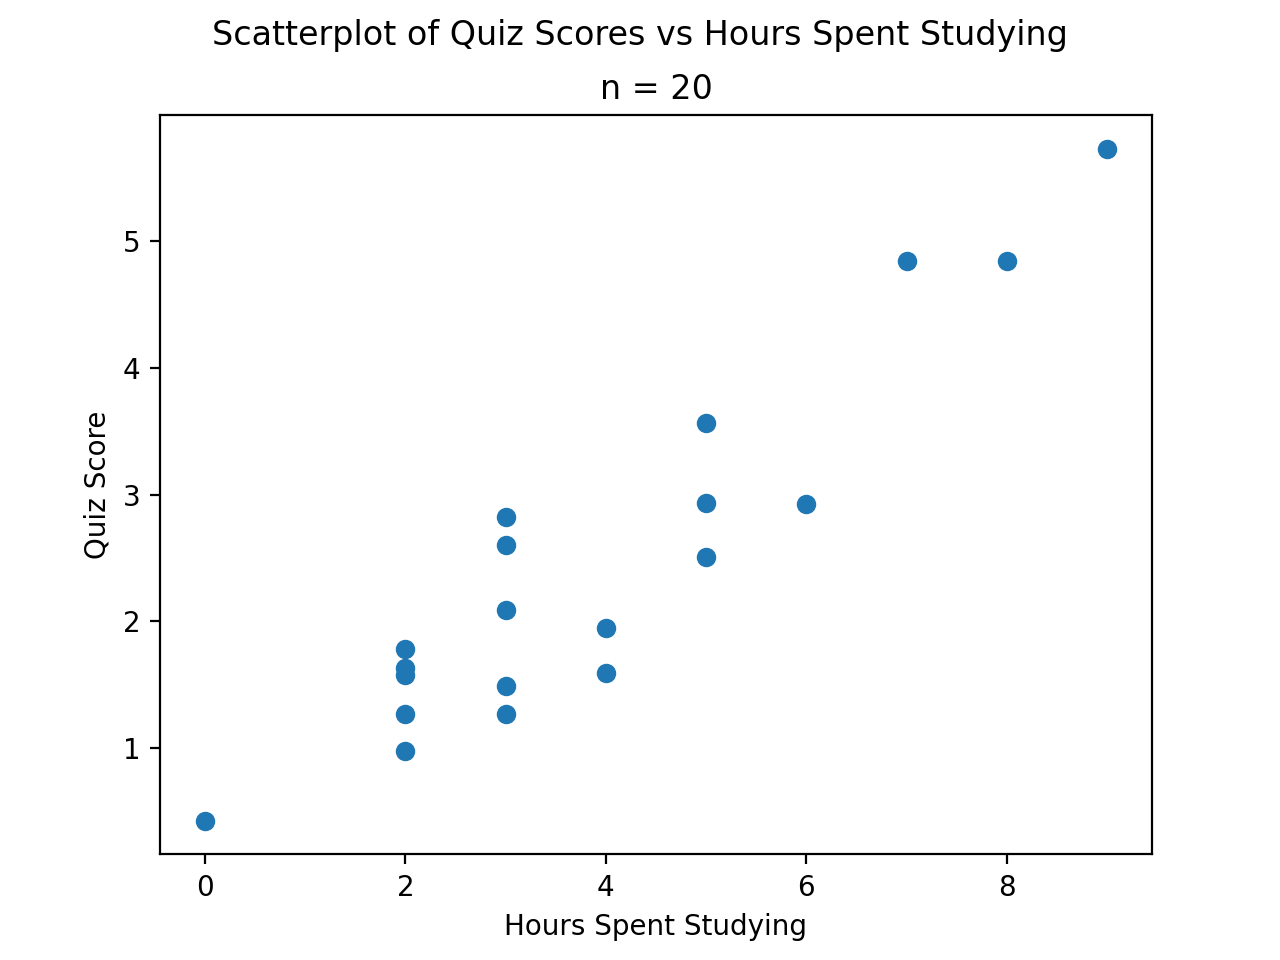 Scatterplot of Quiz Scores vs Hours Spent Studying
n = 20
5
4
3
2
1
Quiz Score
0 2 4 6 8
Hours Spent Studying